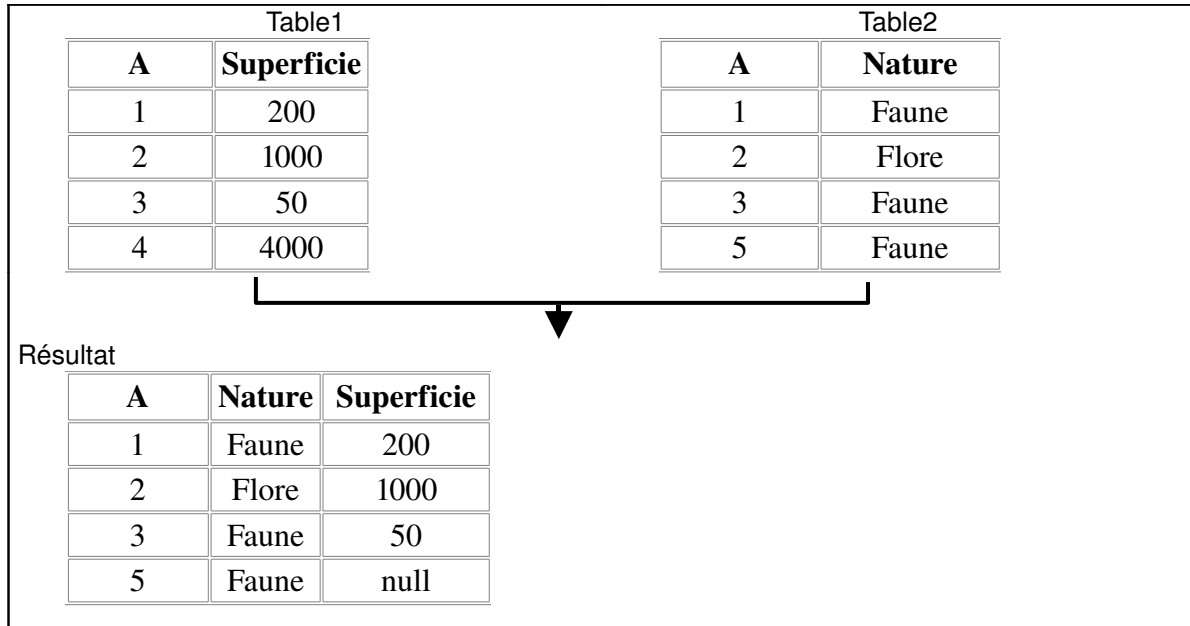 Table1 Table2
A Superficie A Nature
1 200 1 Faune
2 1000 2 Flore
3 50 3 Faune
4 4000 5 Faune
Résultat
A Nature Superficie
1 Faune 200
2 Flore 1000
3 Faune 50
5 Faune null